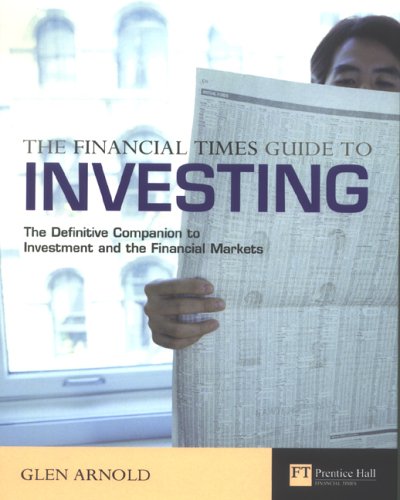 THE FINANCIAL TIMES GUIDE TO
INVESTING
The Definitive Companion to
Investment and the Financial Markets
GLEN ARNOLD
FT Prentice Hall
FINANCIAL TIMES